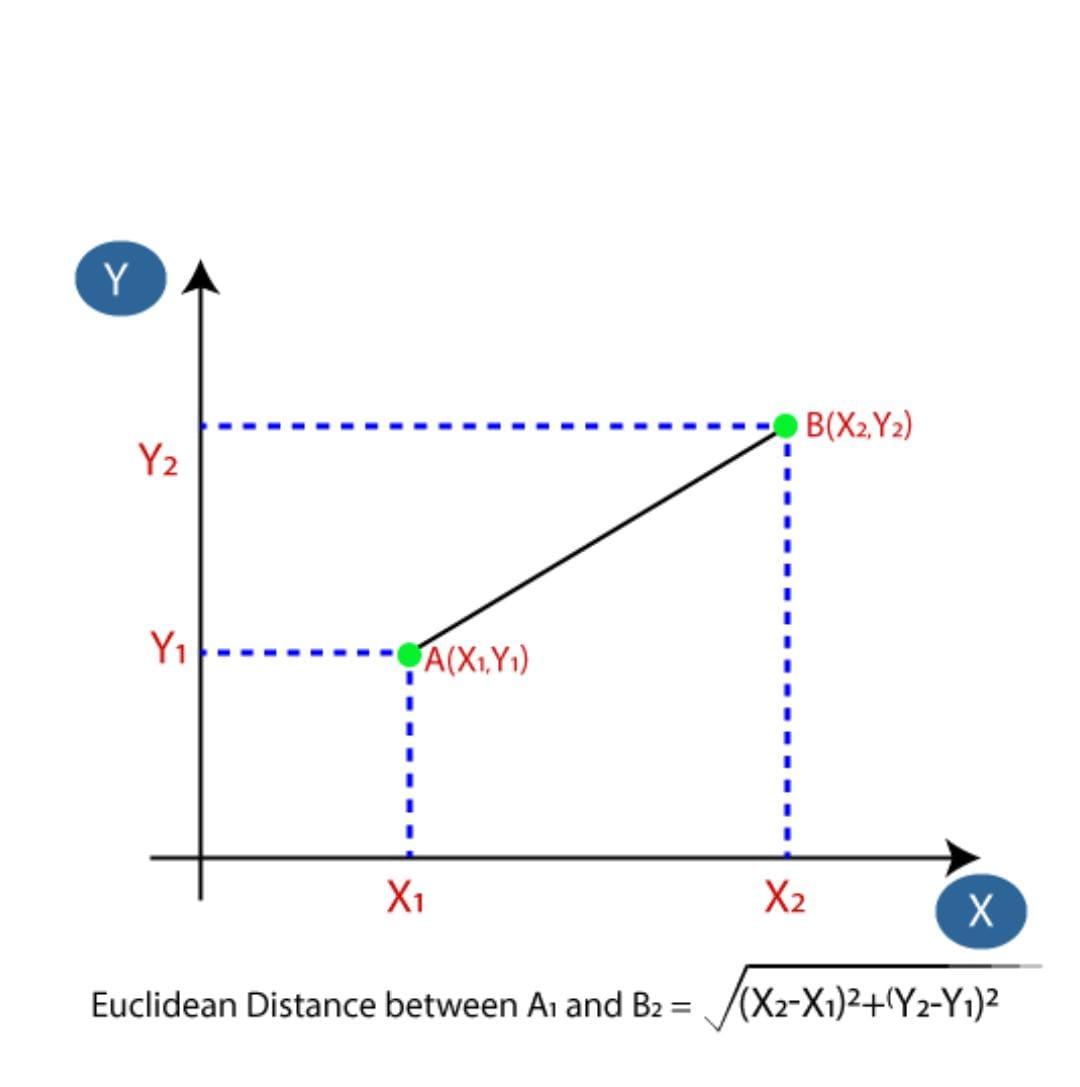 Y
B(X₂,Y₂)
Y₂
Y₁
A(X₁,Y₁)
X₁
X₂
X
Euclidean Distance between A₁ and B₂ = √(X₂-X₁)²+(Y₂-Y₁)²